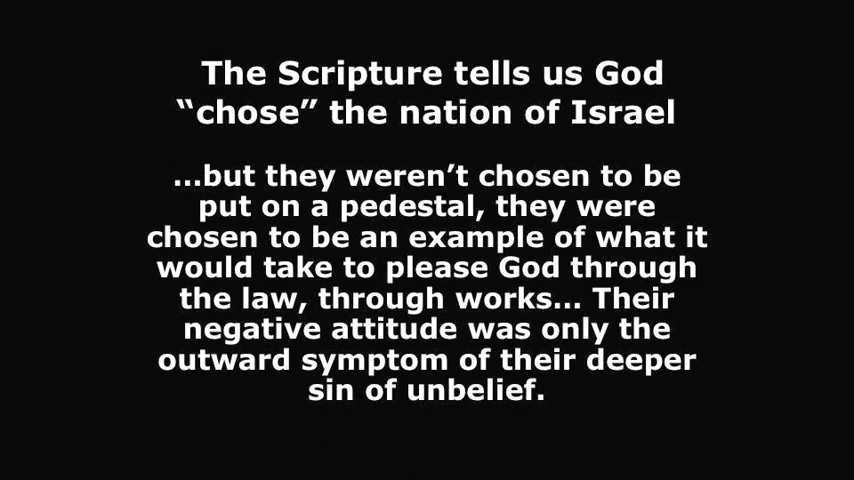 The Scripture tells us God
“chose” the nation of Israel
...but they weren’t chosen to be
put on a pedestal, they were
chosen to be an example of what it
would take to please God through
the law, through works... Their
negative attitude was only the
outward symptom of their deeper
sin of unbelief.